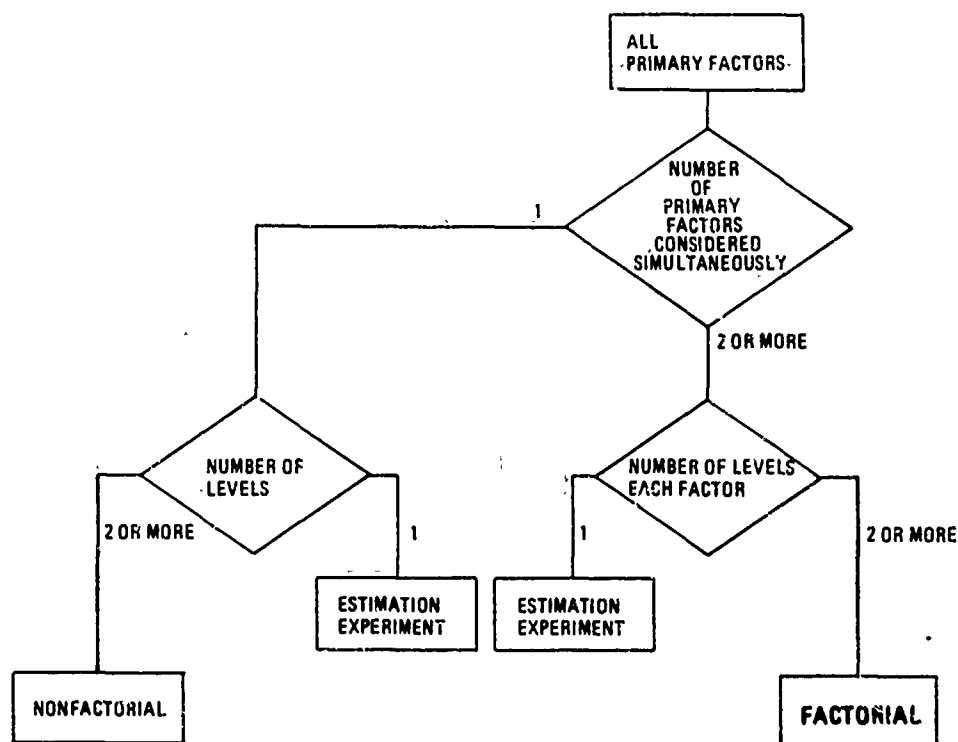 ALL
PRIMARY FACTORS
NUMBER
OF
PRIMARY
FACTORS
CONSIDERED
SIMULTANEOUSLY
1
2 OR MORE
NUMBER OF
LEVELS
NUMBER OF LEVELS
EACH FACTOR
2 OR MORE
1
1
2 OR MORE
ESTIMATION
EXPERIMENT
ESTIMATION
EXPERIMENT
NONFACTORIAL
FACTORIAL